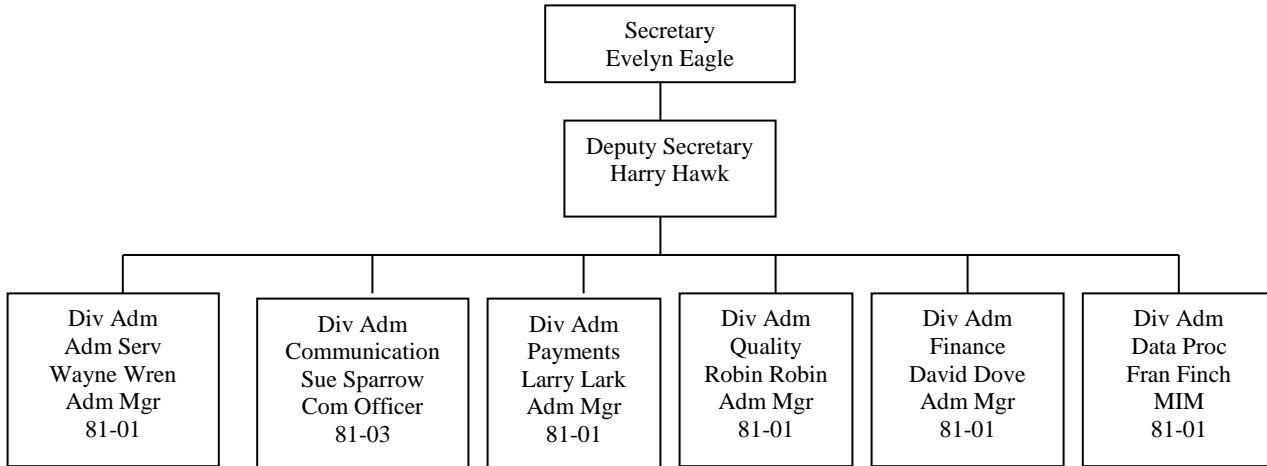 Secretary
Evelyn Eagle
Deputy Secretary
Harry Hawk
Div Adm
Adm Serv
Wayne Wren
Adm Mgr
81-01
Div Adm
Communication
Sue Sparrow
Com Officer
81-03
Div Adm
Payments
Larry Lark
Adm Mgr
81-01
Div Adm
Quality
Robin Robin
Adm Mgr
81-01
Div Adm
Finance
David Dove
Adm Mgr
81-01
Div Adm
Data Proc
Fran Finch
MIM
81-01